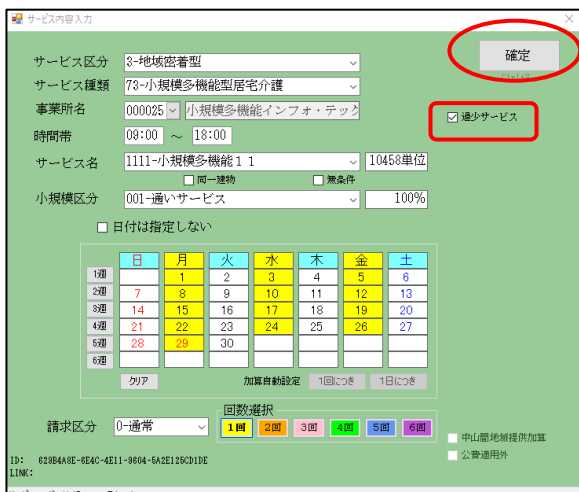 サービス内容入力
サービス区分 3-地域密着型
確定
サービス種類 73-小規模多機能型居宅介護
事業所名 000025 小規模多機能インフォ・テック
過少サービス
時間帯 09:00 ～ 18:00
サービス名 1111-小規模多機能11 10458単位
同一建物 無条件
小規模区分 001-通いサービス 100%
日付は指定しない
日 月 火 水 木 金 土
1週 1 2 3 4 5 6
2週 7 8 9 10 11 12 13
3週 14 15 16 17 18 19 20
4週 21 22 23 24 25 26 27
5週 28 29 30
6週
クリア 加算自動設定 1回につき 1日につき
回数選択
請求区分 0-通常 1回 2回 3回 4回 5回 6回
中山間地域提供加算
公費適用外
ID: 629B4A8E-8E4C-4E11-9604-5A2E125CD1DE
LINK: